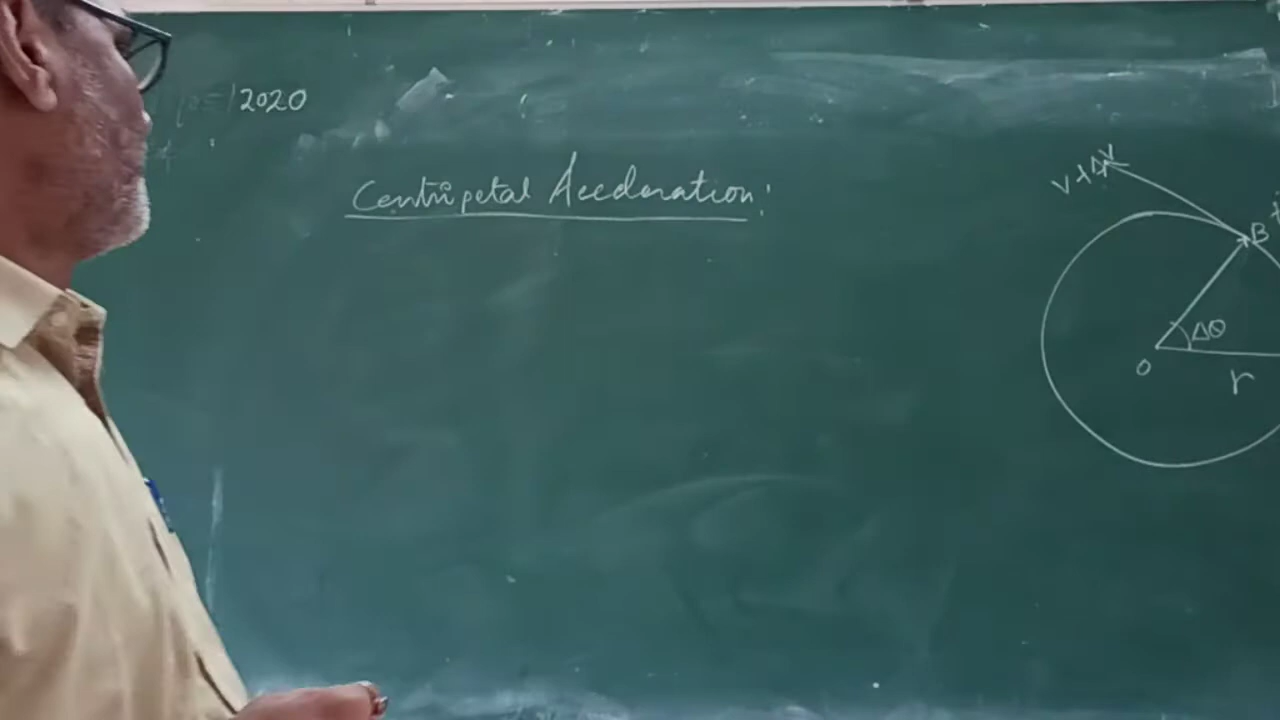 2020
Centripetal Acceleration:
V+ΔV
B
Δθ
O
r